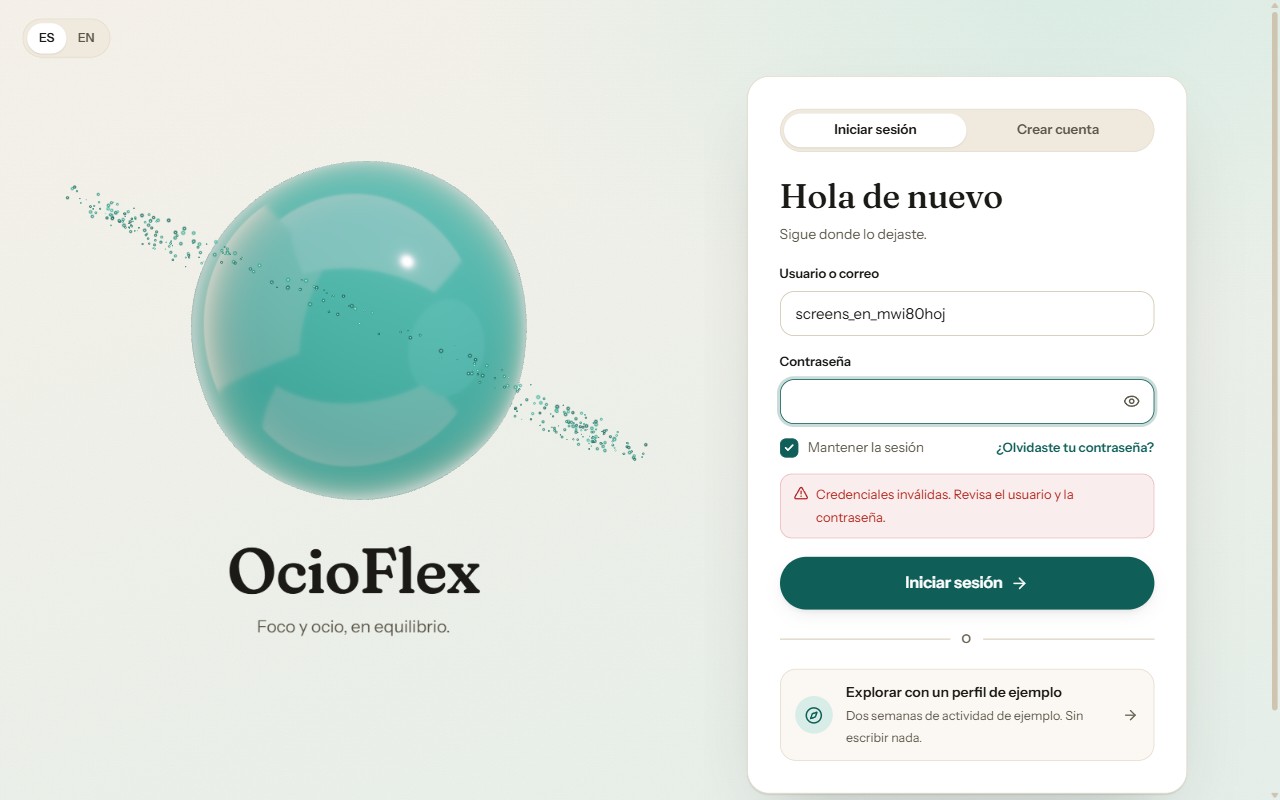 ES EN
OcioFlex
Foco y ocio, en equilibrio.
Iniciar sesión Crear cuenta
Hola de nuevo
Sigue donde lo dejaste.
Usuario o correo
screens_en_mwi80hoj
Contraseña
Mantener la sesión ¿Olvidaste tu contraseña?
Credenciales inválidas. Revisa el usuario y la
contraseña.
Iniciar sesión
O
Explorar con un perfil de ejemplo
Dos semanas de actividad de ejemplo. Sin
escribir nada.